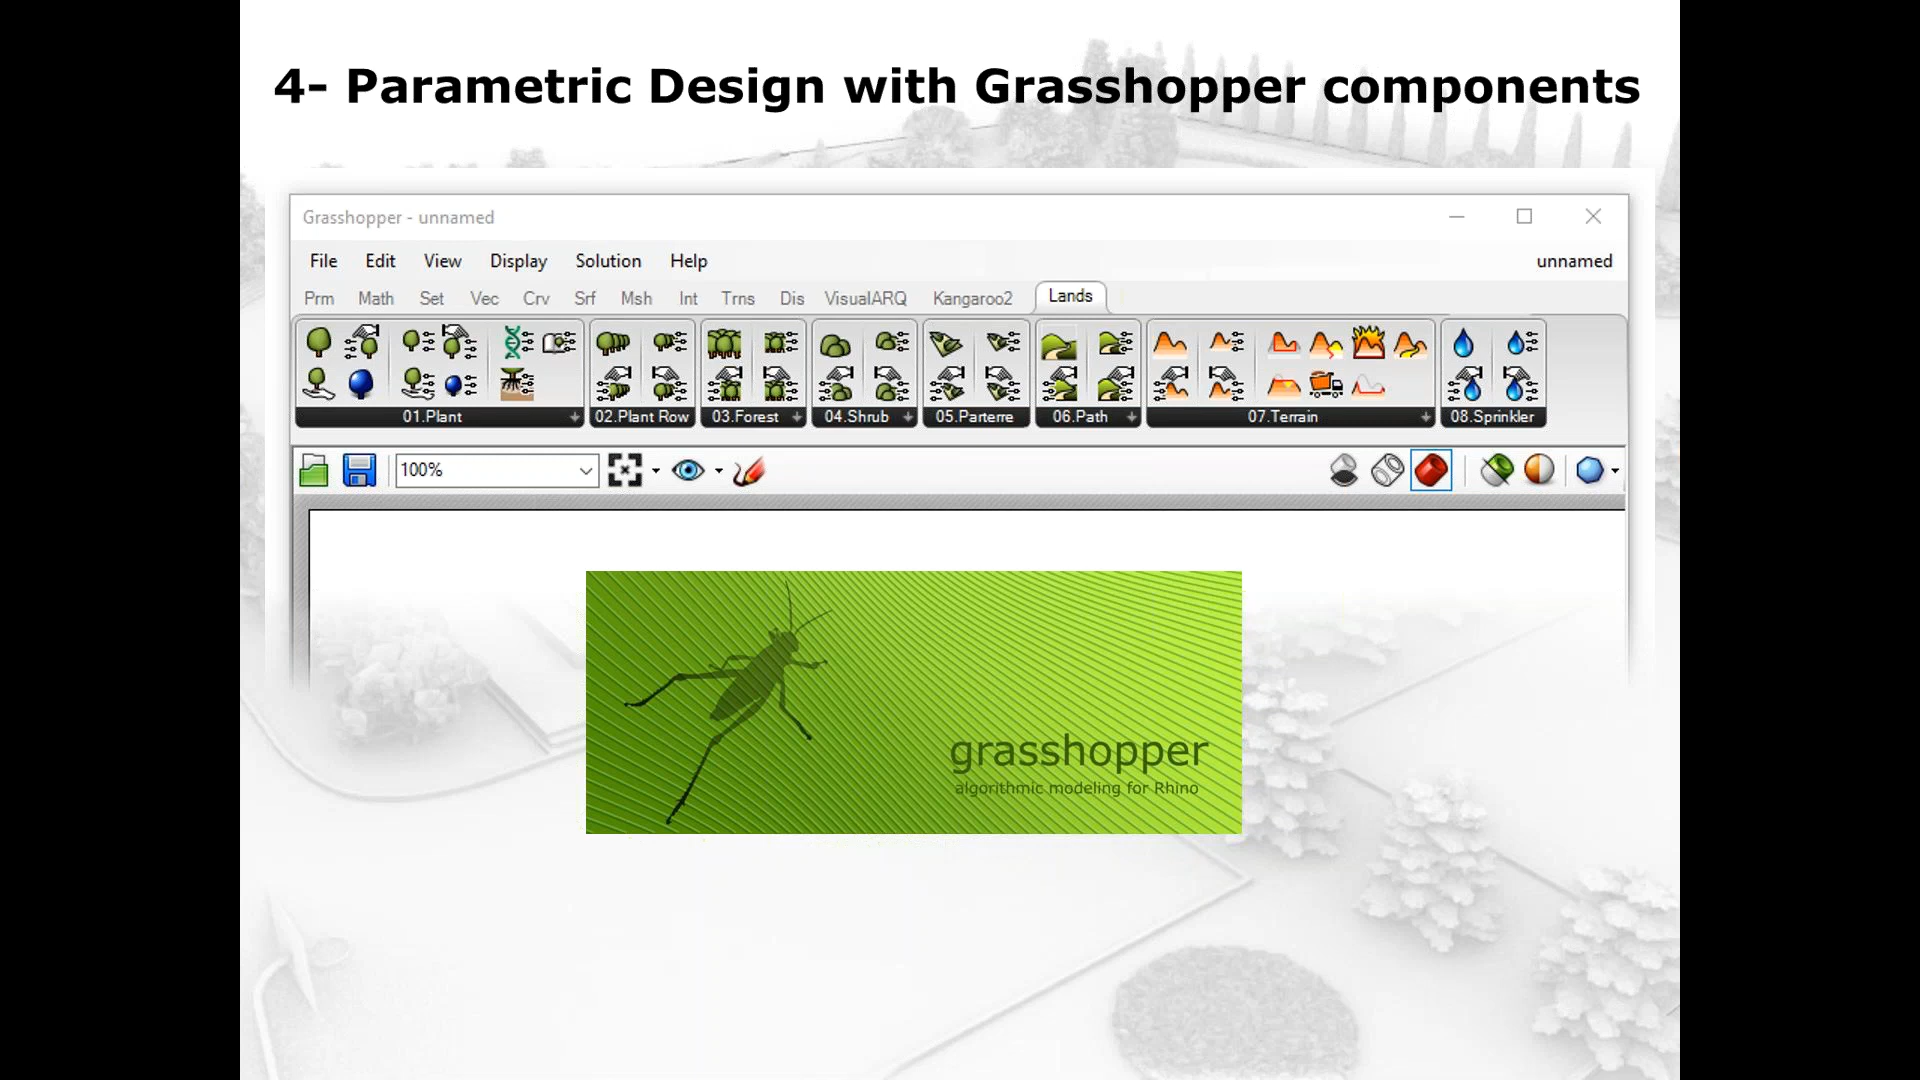 4- Parametric Design with Grasshopper components
Grasshopper - unnamed
File Edit View Display Solution Help unnamed
Prm Math Set Vec Crv Srf Msh Int Trns Dis VisualARQ Kangaroo2 Lands
01.Plant 02.Plant Row 03.Forest 04.Shrub 05.Parterre 06.Path 07.Terrain 08.Sprinkler
100%
grasshopper
algorithmic modeling for Rhino